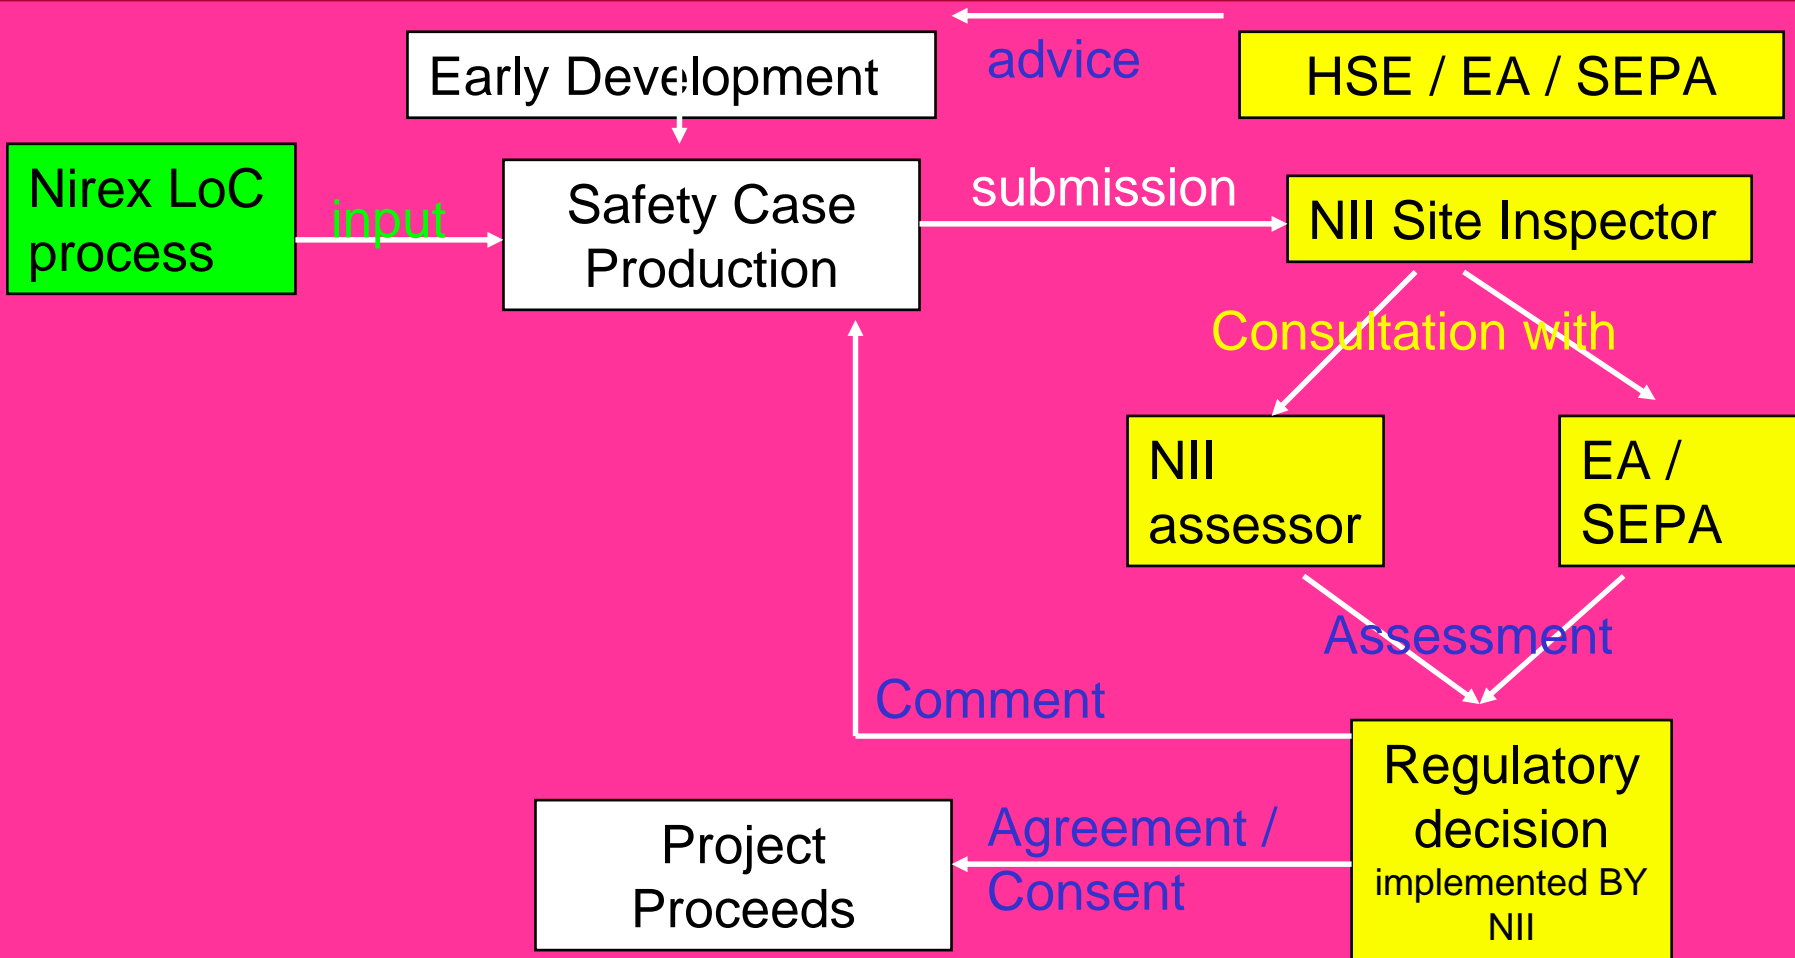 Early Development
advice
HSE / EA / SEPA
Nirex LoC
process
input
Safety Case
Production
submission
NII Site Inspector
Consultation with
NII
assessor
EA /
SEPA
Assessment
Comment
Regulatory
decision
implemented BY
NII
Agreement /
Consent
Project
Proceeds